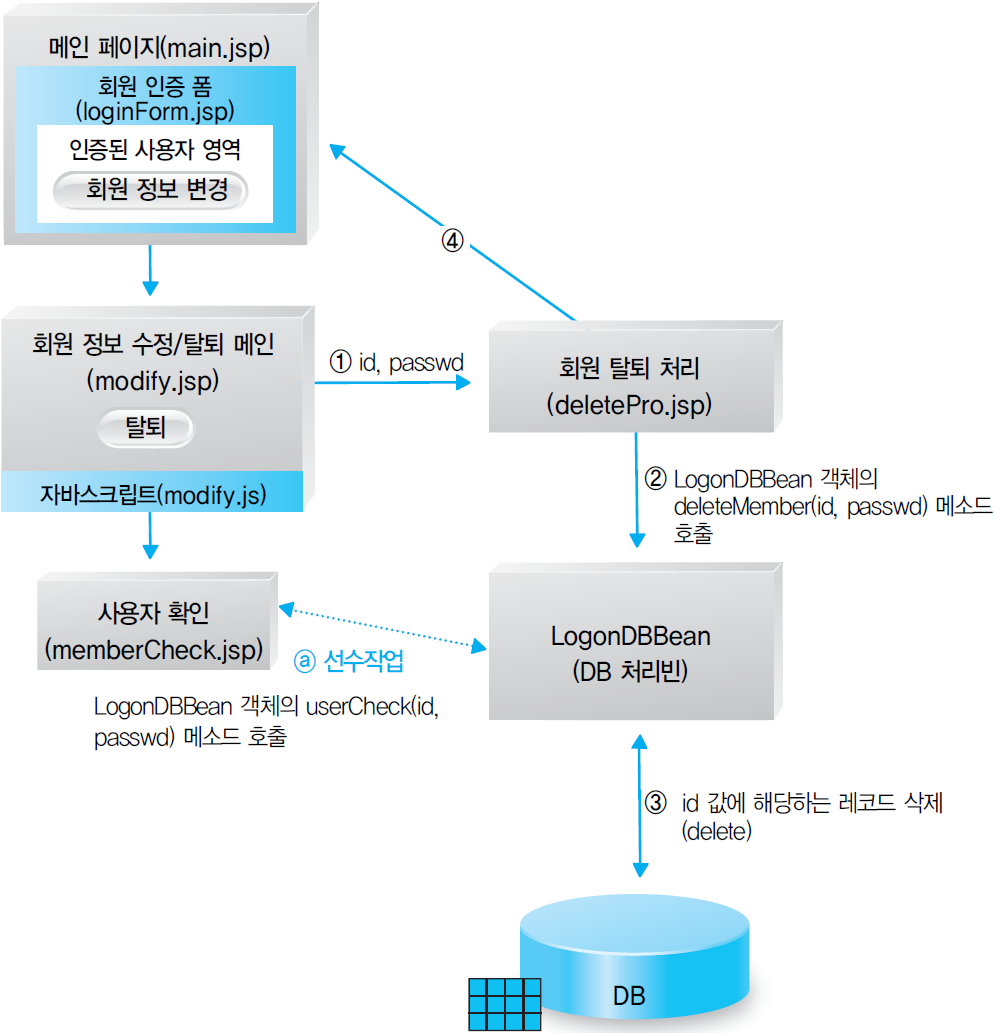 메인 페이지(main.jsp)
회원 인증 폼
(loginForm.jsp)
인증된 사용자 영역
회원 정보 변경
④
회원 정보 수정/탈퇴 메인
(modify.jsp)
탈퇴
자바스크립트(modify.js)
① id, passwd
회원 탈퇴 처리
(deletePro.jsp)
② LogonDBBean 객체의
deleteMember(id, passwd) 메소드
호출
사용자 확인
(memberCheck.jsp)
ⓐ 선수작업
LogonDBBean 객체의 userCheck(id,
passwd) 메소드 호출
LogonDBBean
(DB 처리빈)
③ id 값에 해당하는 레코드 삭제
(delete)
DB